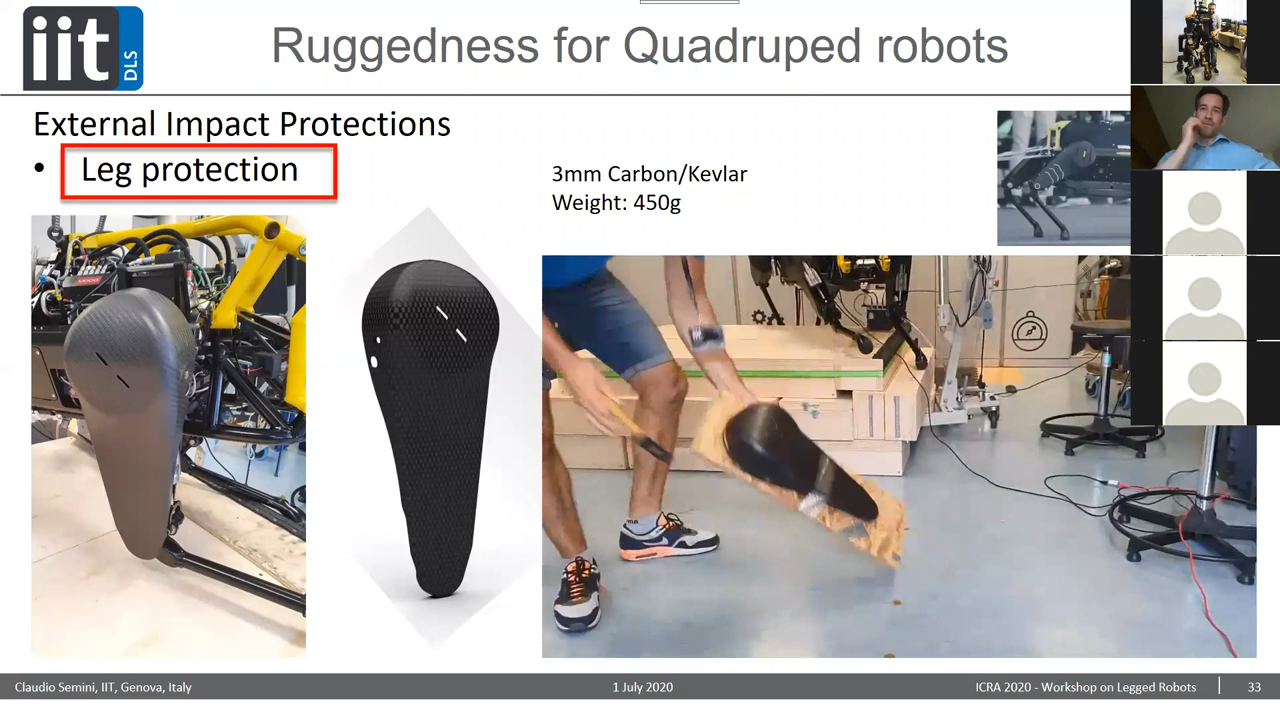 iit
DLS
Ruggedness for Quadruped robots
External Impact Protections
• Leg protection
3mm Carbon/Kevlar
Weight: 450g
Claudio Semini, IIT, Genova, Italy
1 July 2020
ICRA 2020 - Workshop on Legged Robots
33